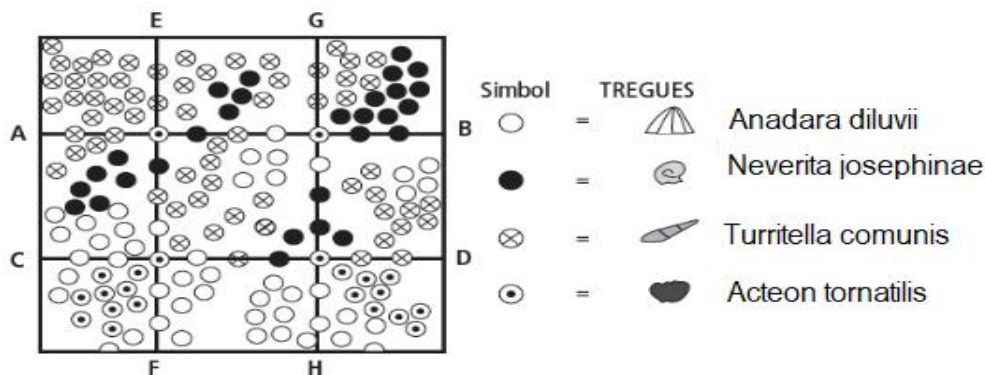 E G
A
B
C
D
F H
Simbol TREGUES
= Anadara diluvii
= Neverita josephinae
= Turritella comunis
= Acteon tornatilis